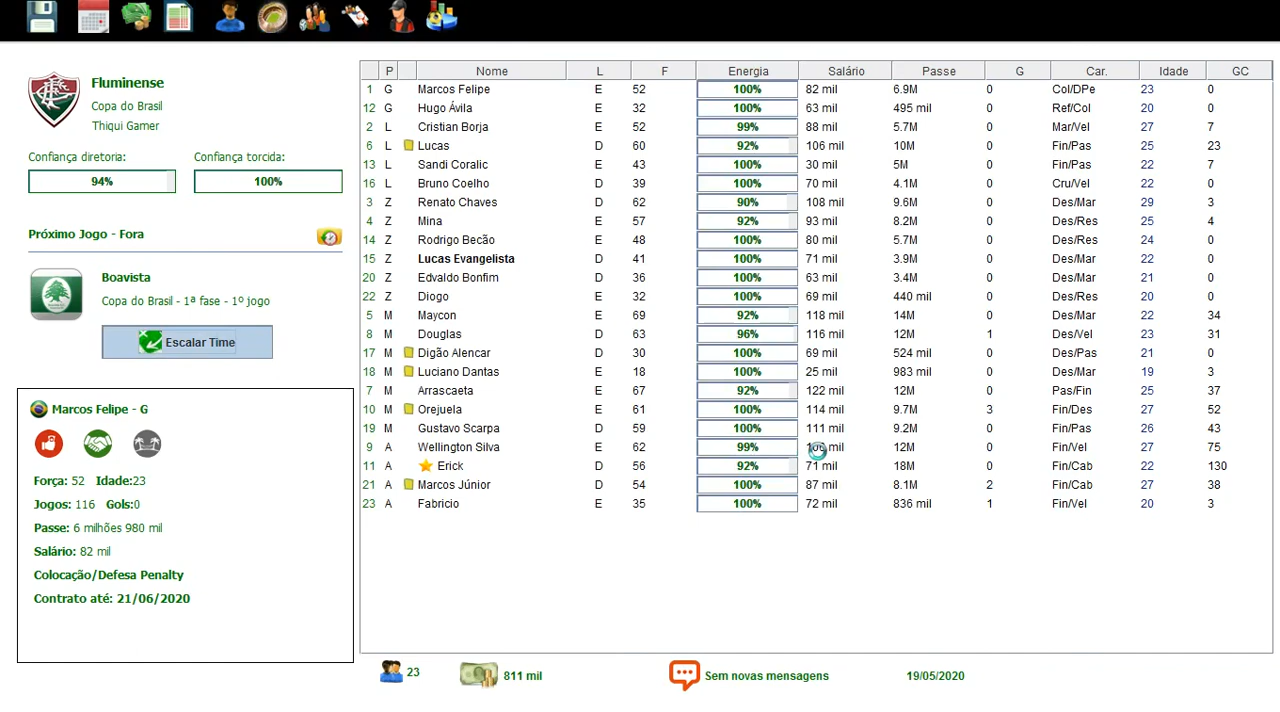 Fluminense
Copa do Brasil
Thiqui Gamer
Confiança diretoria: Confiança torcida:
94% 100%
Próximo Jogo - Fora
Boavista
Copa do Brasil - 1ª fase - 1º jogo
Escalar Time
Marcos Felipe - G
Força: 52 Idade:23
Jogos: 116 Gols:0
Passe: 6 milhões 980 mil
Salário: 82 mil
Colocação/Defesa Penalty
Contrato até: 21/06/2020
P Nome L F Energia Salário Passe G Car. Idade GC
1 G Marcos Felipe E 52 100% 82 mil 6.9M 0 Col/DPe 23 0
12 G Hugo Ávila E 32 100% 63 mil 495 mil 0 Ref/Col 20 0
2 L Cristian Borja E 52 99% 88 mil 5.7M 0 Mar/Vel 27 7
6 L Lucas D 60 92% 106 mil 10M 0 Fin/Pas 25 23
13 L Sandi Coralic E 43 100% 30 mil 5M 0 Fin/Pas 22 7
16 L Bruno Coelho D 39 100% 70 mil 4.1M 0 Cru/Vel 22 0
3 Z Renato Chaves D 62 90% 108 mil 9.6M 0 Des/Mar 29 3
4 Z Mina E 57 92% 93 mil 8.2M 0 Des/Res 25 4
14 Z Rodrigo Becão E 48 100% 80 mil 5.7M 0 Des/Res 24 0
15 Z Lucas Evangelista D 41 100% 71 mil 3.9M 0 Des/Mar 22 0
20 Z Edvaldo Bonfim D 36 100% 63 mil 3.4M 0 Des/Mar 21 0
22 Z Diogo E 32 100% 69 mil 440 mil 0 Des/Res 20 0
5 M Maycon E 69 92% 118 mil 14M 0 Des/Mar 22 34
8 M Douglas D 63 96% 116 mil 12M 1 Des/Vel 23 31
17 M Digão Alencar D 30 100% 69 mil 524 mil 0 Des/Pas 21 0
18 M Luciano Dantas E 18 100% 25 mil 983 mil 0 Des/Mar 19 3
7 M Arrascaeta E 67 92% 122 mil 12M 0 Pas/Fin 25 37
10 M Orejuela E 61 100% 114 mil 9.7M 3 Fin/Des 27 52
19 M Gustavo Scarpa D 59 100% 111 mil 9.2M 0 Fin/Pas 26 43
9 A Wellington Silva E 62 99% mil 12M 0 Fin/Vel 27 75
11 A Erick D 56 92% 71 mil 18M 0 Fin/Cab 22 130
21 A Marcos Júnior D 54 100% 87 mil 8.1M 2 Fin/Cab 27 38
23 A Fabricio E 35 100% 72 mil 836 mil 1 Fin/Vel 20 3
23 811 mil Sem novas mensagens 19/05/2020